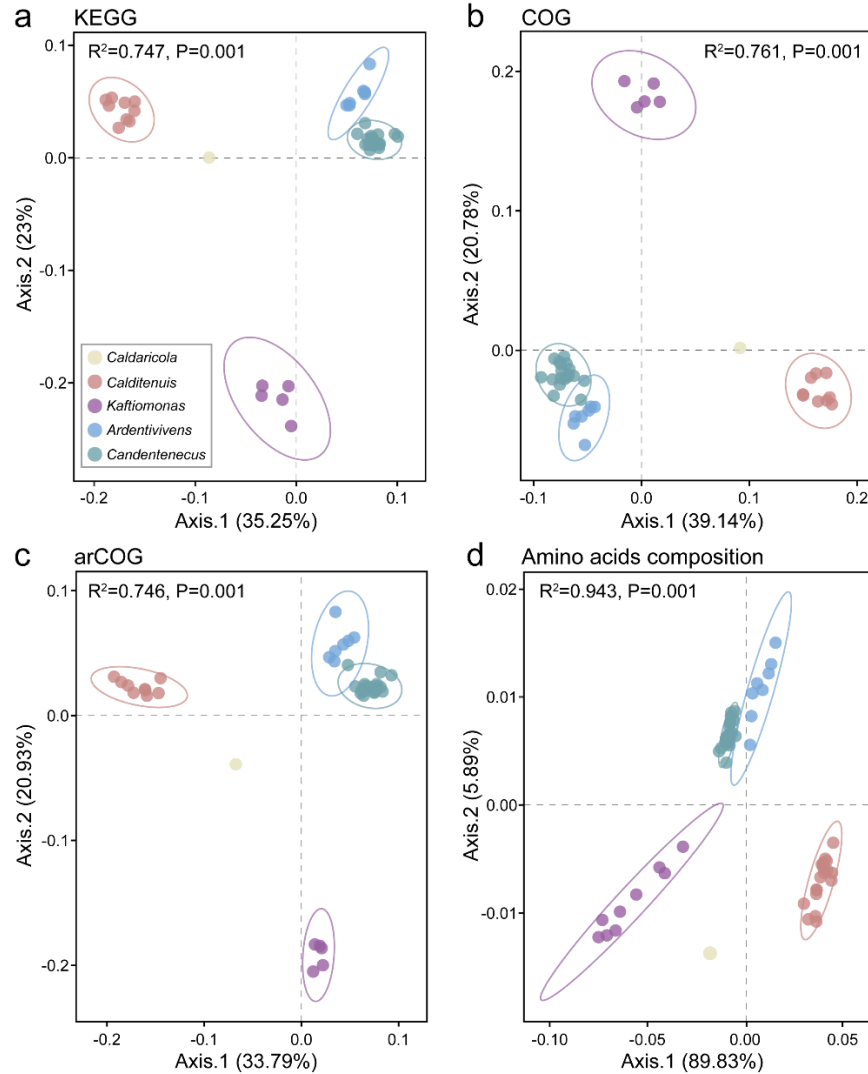 a KEGG
R²=0.747, P=0.001
0.1
0.0
-0.1
-0.2
Axis.2 (23%)
Caldaricola
Calditenuis
Kaftiomonas
Ardentivivens
Candentenecus
-0.2 -0.1 0.0 0.1
Axis.1 (35.25%)
b COG
R²=0.761, P=0.001
0.2
0.1
0.0
Axis.2 (20.78%)
-0.1 0.0 0.1 0.2
Axis.1 (39.14%)
c arCOG
R²=0.746, P=0.001
0.1
0.0
-0.1
-0.2
Axis.2 (20.93%)
-0.2 -0.1 0.0 0.1
Axis.1 (33.79%)
d Amino acids composition
R²=0.943, P=0.001
0.02
0.01
0.00
-0.01
Axis.2 (5.89%)
-0.10 -0.05 0.00 0.05
Axis.1 (89.83%)